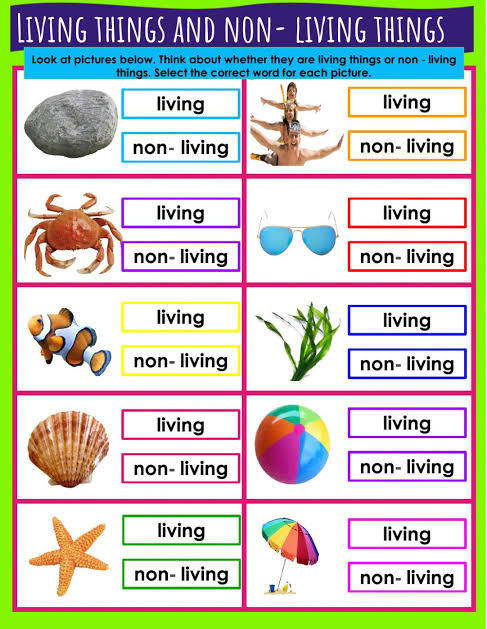 LIVING THINGS AND NON- LIVING THINGS
Look at pictures below. Think about whether they are living things or non - living
things. Select the correct word for each picture.
living
non- living
living
non- living
living
non- living
living
non- living
living
non- living
living
non- living
living
non- living
living
non- living
living
non- living
living
non- living